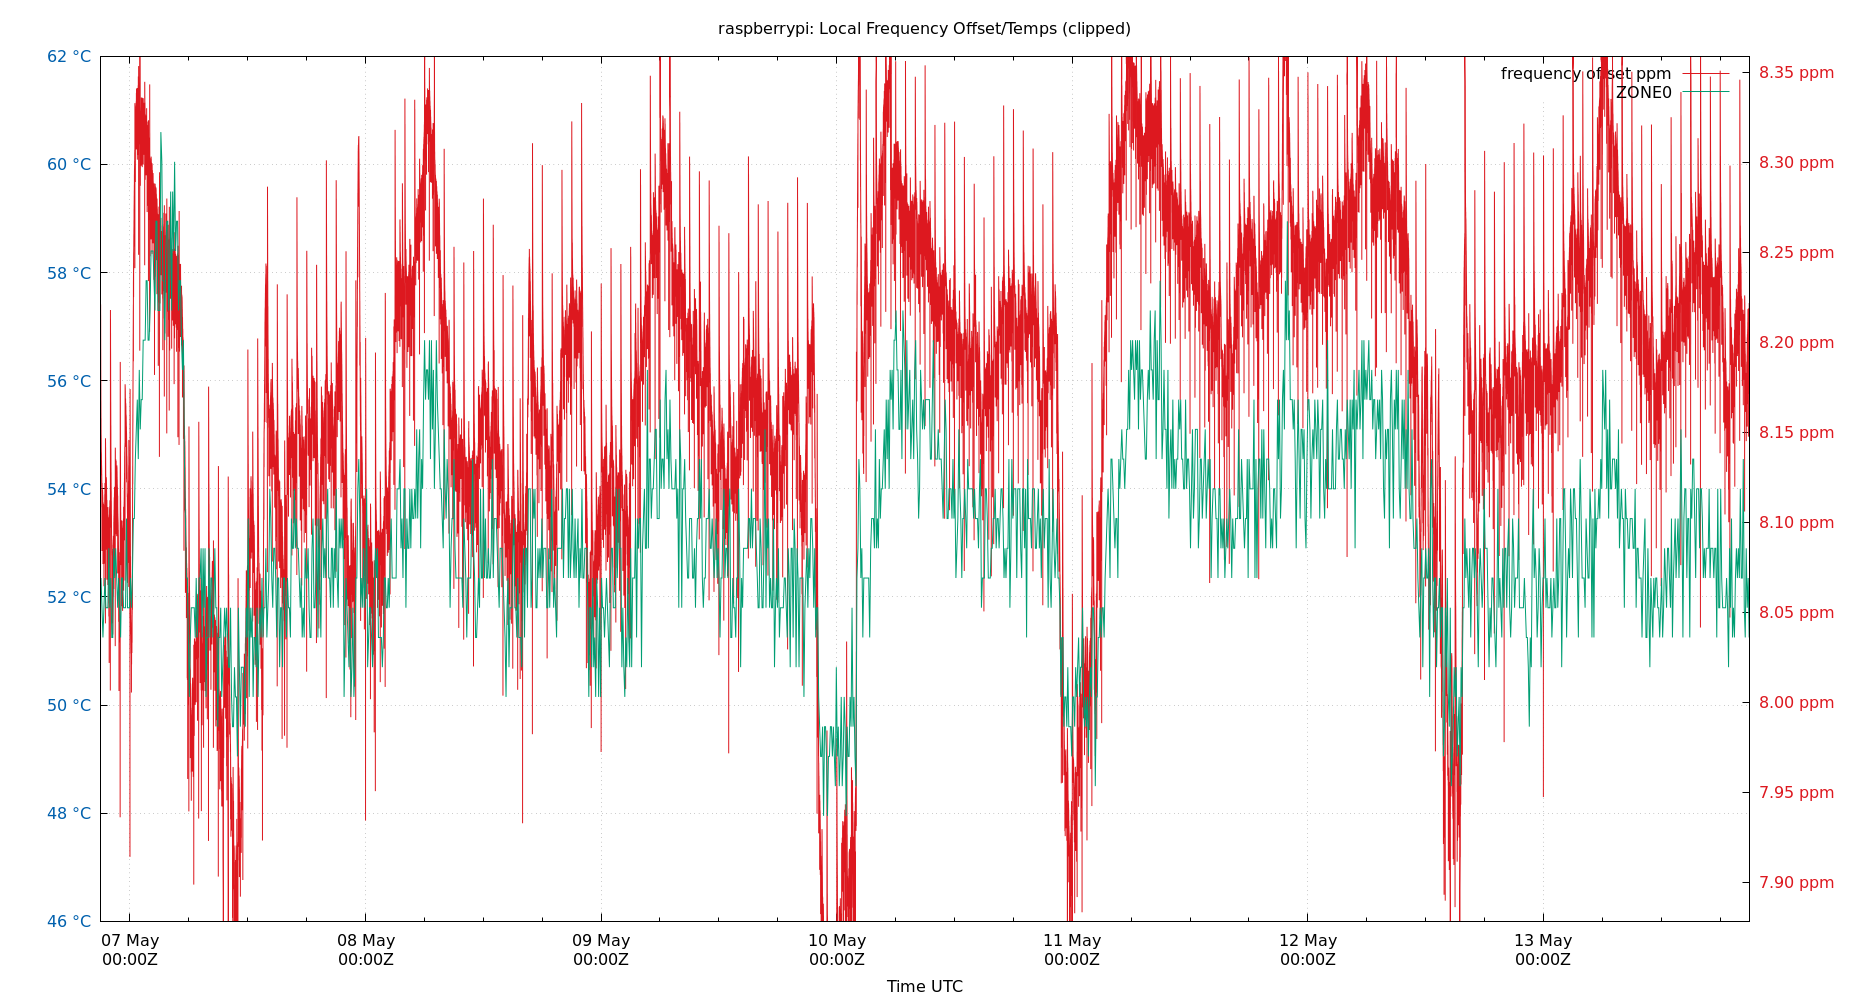 raspberrypi: Local Frequency Offset/Temps (clipped)
62 °C
60 °C
58 °C
56 °C
54 °C
52 °C
50 °C
48 °C
46 °C
frequency offset ppm
ZONE0
8.35 ppm
8.30 ppm
8.25 ppm
8.20 ppm
8.15 ppm
8.10 ppm
8.05 ppm
8.00 ppm
7.95 ppm
7.90 ppm
07 May
00:00Z
08 May
00:00Z
09 May
00:00Z
10 May
00:00Z
11 May
00:00Z
12 May
00:00Z
13 May
00:00Z
Time UTC